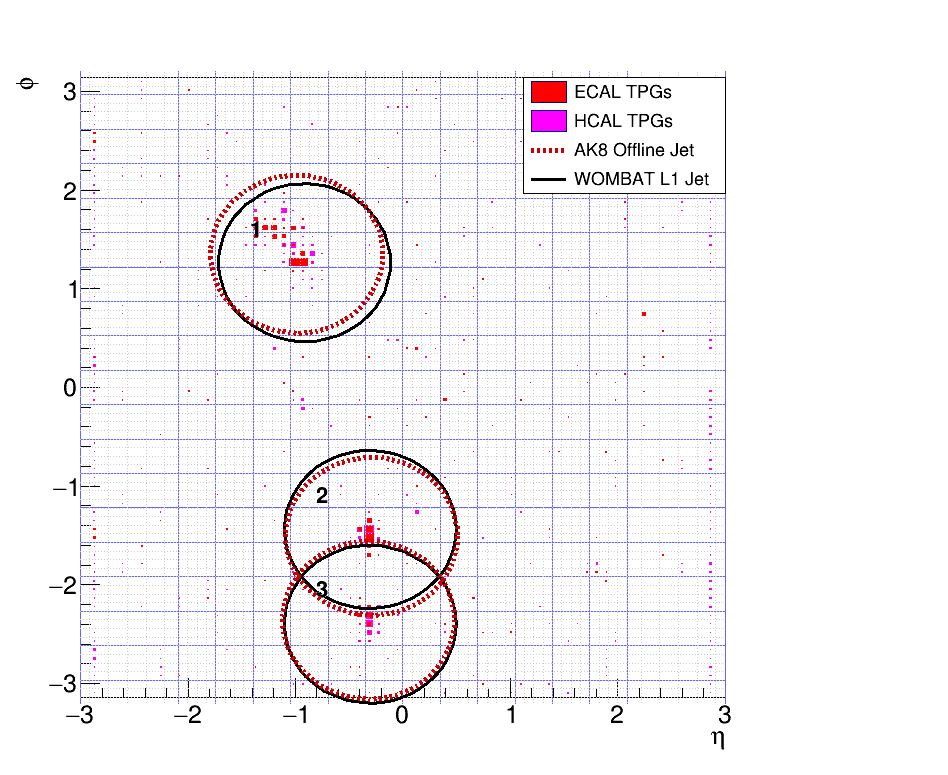 ϕ
3
2
1
0
−1
−2
−3
ECAL TPGs
HCAL TPGs
AK8 Offline Jet
WOMBAT L1 Jet
1
2
3
−3 −2 −1 0 1 2 3
η